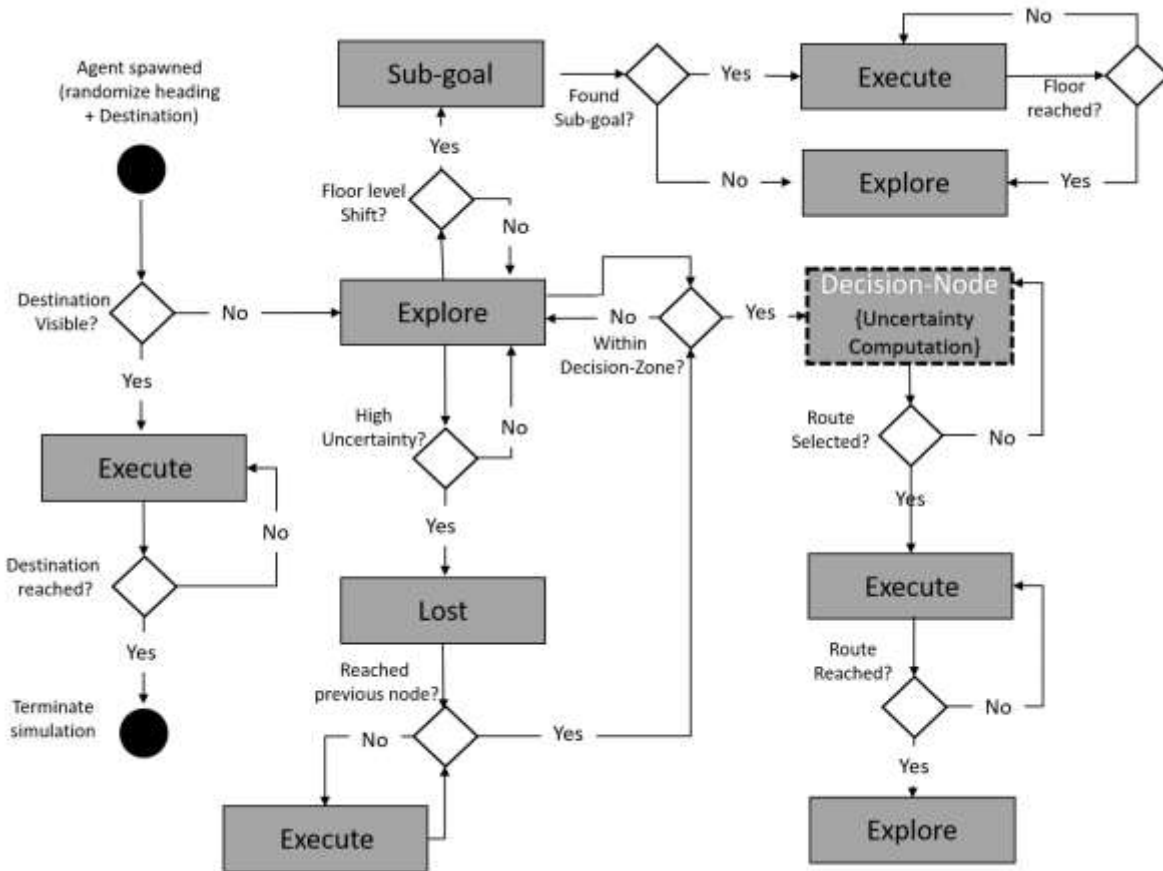 No
Sub-goal
Execute
Agent spawned
(randomize heading
+ Destination)
Yes
Found
Sub-goal?
Floor
reached?
Yes
Floor level
Shift?
No
No
Explore
Yes
Destination
Visible?
No
Explore
No
Within
Decision-Zone?
Yes
Decision-Node
{Uncertainty
Computation}
Yes
High
Uncertainty?
No
Route
Selected?
No
Execute
Yes
Yes
No
Destination
reached?
Lost
Execute
Yes
Reached
previous node?
Route
Reached?
No
Terminate
simulation
No
Yes
Yes
Execute
Explore